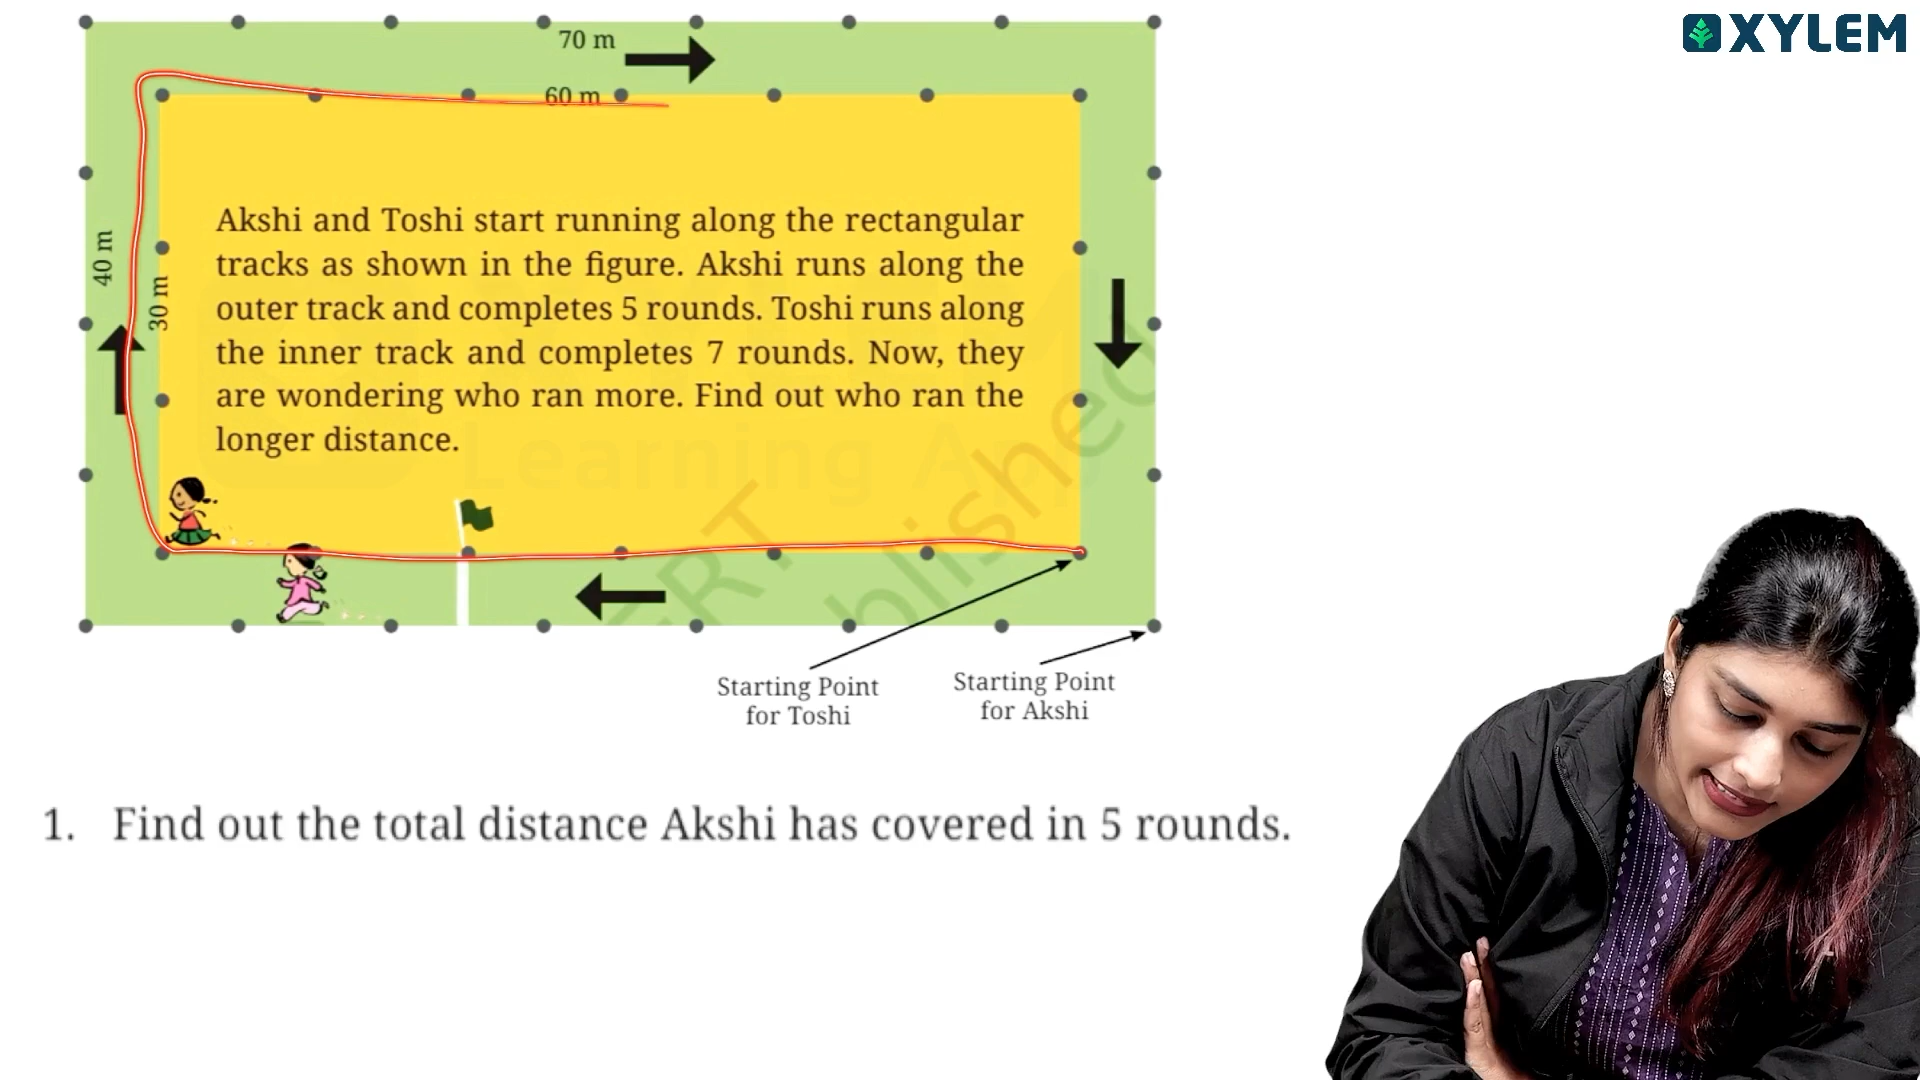 XYLEM
70 m
60 m
40 m
30 m
Akshi and Toshi start running along the rectangular
tracks as shown in the figure. Akshi runs along the
outer track and completes 5 rounds. Toshi runs along
the inner track and completes 7 rounds. Now, they
are wondering who ran more. Find out who ran the
longer distance.
Learning App
Starting Point
for Toshi
Starting Point
for Akshi
1. Find out the total distance Akshi has covered in 5 rounds.